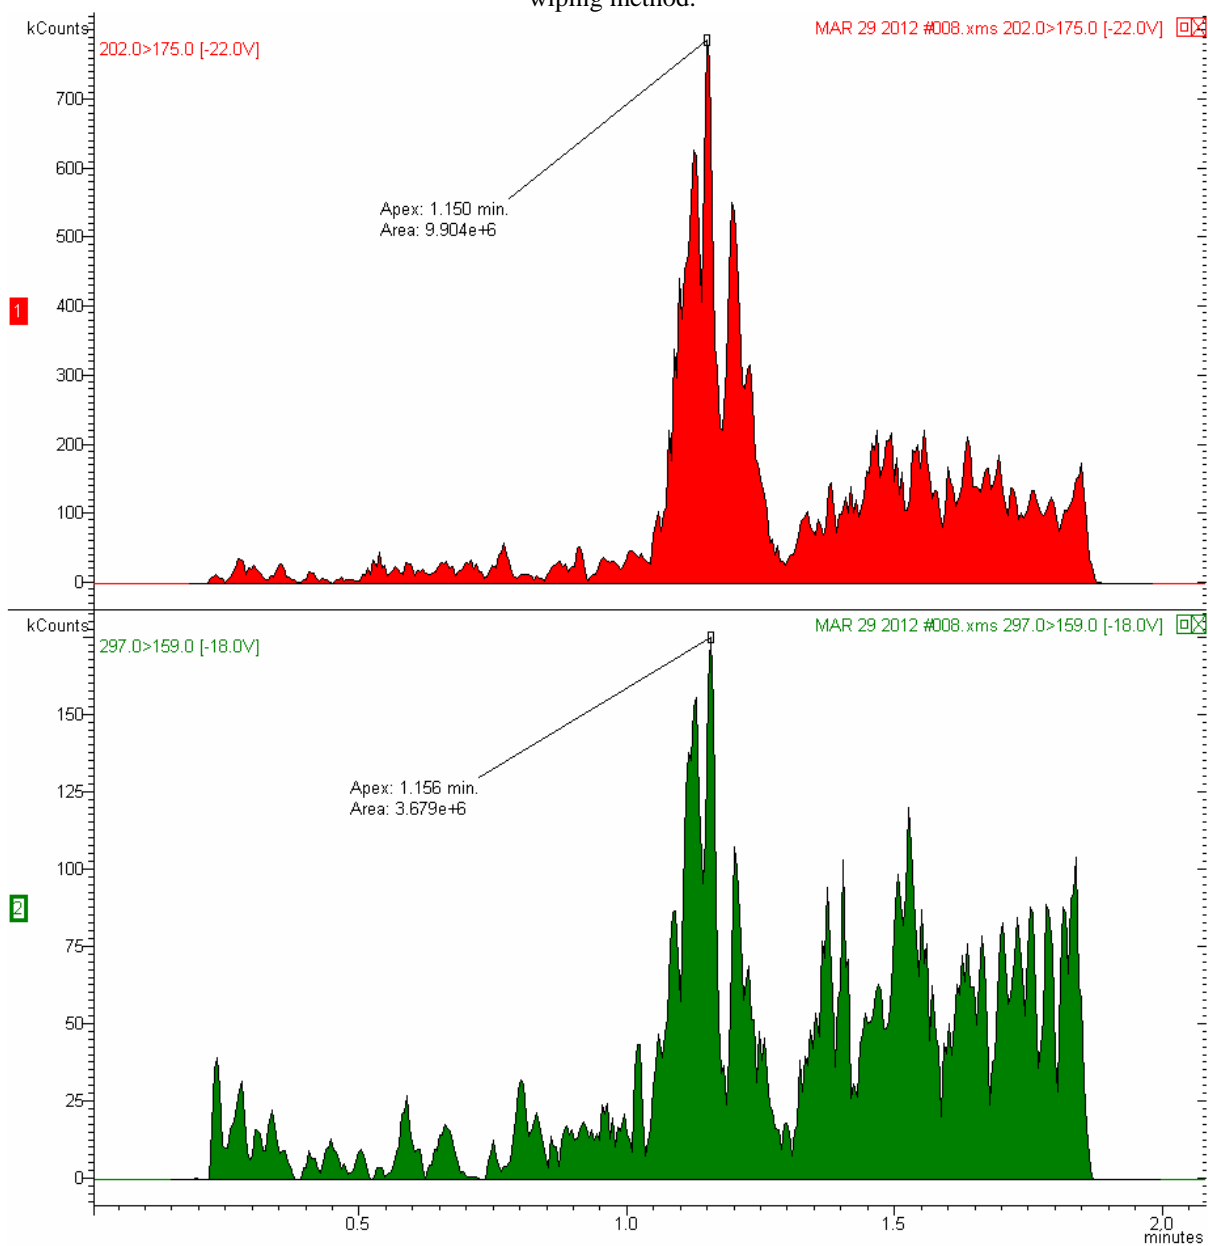 wiping method.
kCounts
MAR 29 2012 #008.xms 202.0>175.0 [-22.0V]
202.0>175.0 [-22.0V]
700
600
Apex: 1.150 min.
Area: 9.904e+6
500
400
1
300
200
100
0
kCounts
MAR 29 2012 #008.xms 297.0>159.0 [-18.0V]
297.0>159.0 [-18.0V]
150
125
Apex: 1.156 min.
Area: 3.679e+6
100
2
75
50
25
0
0.5 1.0 1.5 2.0
minutes